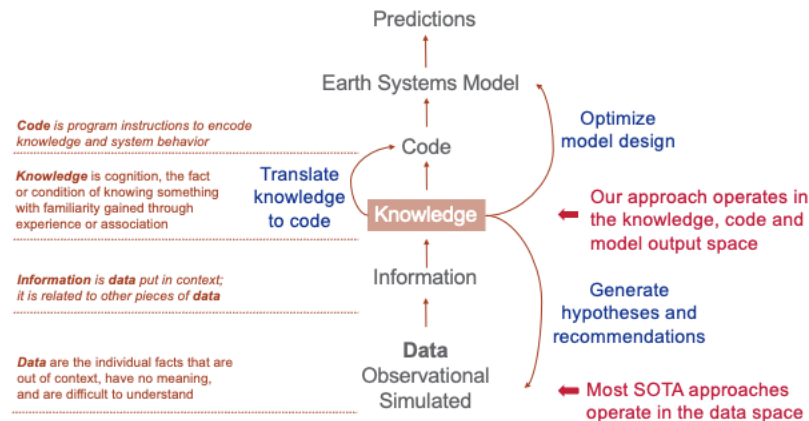 Predictions
Earth Systems Model
Code is program instructions to encode
knowledge and system behavior
Code
Optimize
model design
Knowledge is cognition, the fact
or condition of knowing something
with familiarity gained through
experience or association
Translate
knowledge
to code
Knowledge
Our approach operates in
the knowledge, code and
model output space
Information is data put in context;
it is related to other pieces of data
Information
Generate
hypotheses and
recommendations
Data are the individual facts that are
out of context, have no meaning,
and are difficult to understand
Data
Observational
Simulated
Most SOTA approaches
operate in the data space